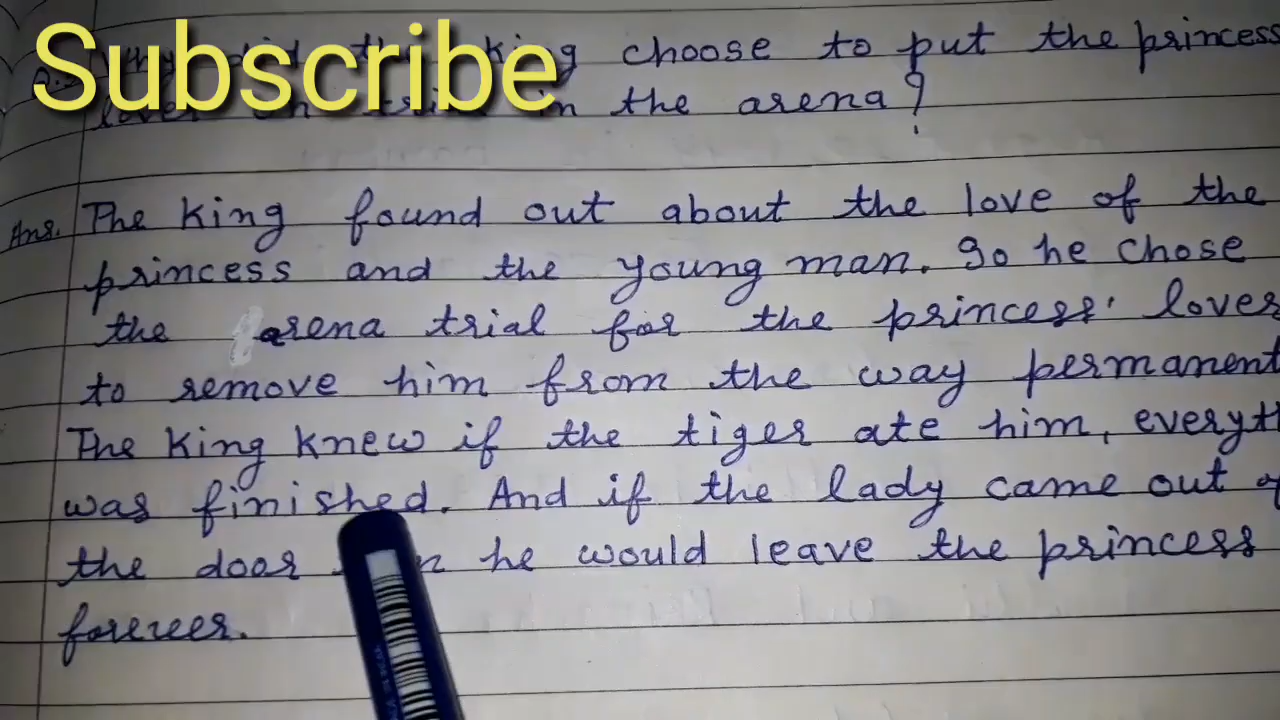 Subscribe
king choose to put the princess
in the arena?
Ans. The King found out about the love of the
princess and the young man. So he chose
the arena trial for the princess' lover
to remove him from the way permanent
The King knew if the tiger ate him, everyth
was finished. And if the lady came out of
the door he would leave the princess
forever.